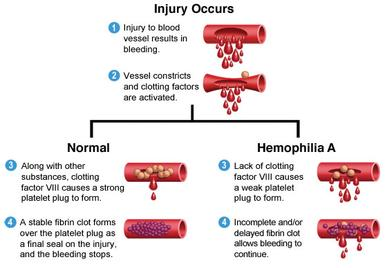 Injury Occurs
1 Injury to blood
vessel results in
bleeding.
2 Vessel constricts
and clotting factors
are activated.
Normal
3 Along with other
substances, clotting
factor VIII causes a strong
platelet plug to form.
4 A stable fibrin clot forms
over the platelet plug as
a final seal on the injury,
and the bleeding stops.
Hemophilia A
3 Lack of clotting
factor VIII causes
a weak platelet
plug to form.
4 Incomplete and/or
delayed fibrin clot
allows bleeding to
continue.